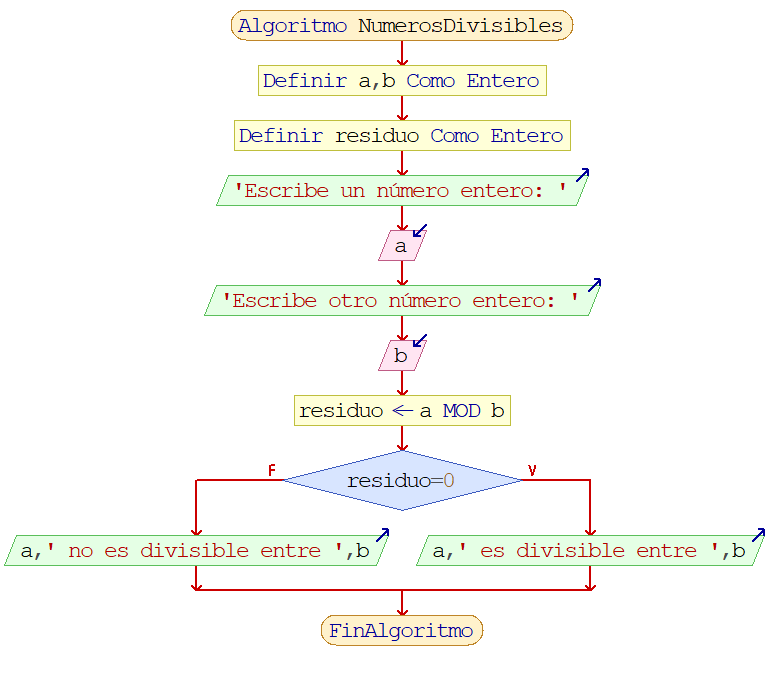 Algoritmo NumerosDivisibles
Definir a,b Como Entero
Definir residuo Como Entero
'Escribe un número entero: '
a
'Escribe otro número entero: '
b
residuo ← a MOD b
F
V
residuo=0
a,' no es divisible entre ',b
a,' es divisible entre ',b
FinAlgoritmo